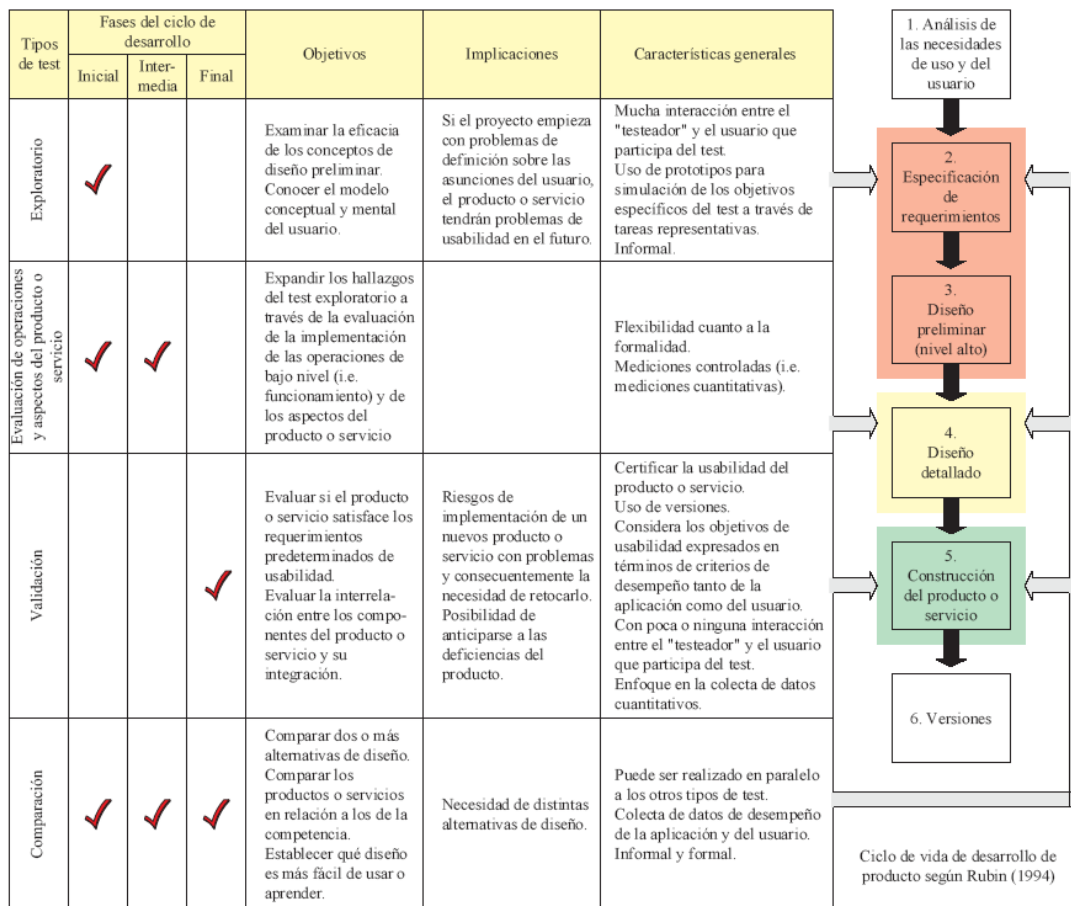 Tipos
de test
Fases del ciclo de
desarrollo
Inicial
Inter-
media
Final
Objetivos
Implicaciones
Características generales
Exploratorio
Examinar la eficacia
de los conceptos de
diseño preliminar.
Conocer el modelo
conceptual y mental
del usuario.
Si el proyecto empieza
con problemas de
definición sobre las
asunciones del usuario,
el producto o servicio
tendrán problemas de
usabilidad en el futuro.
Mucha interacción entre el
"testeador" y el usuario que
participa del test.
Uso de prototipos para
simulación de los objetivos
específicos del test a través de
tareas representativas.
Informal.
Evaluación de operaciones
y aspectos del producto o
servicio
Expandir los hallazgos
del test exploratorio a
través de la evaluación
de la implementación
de las operaciones de
bajo nivel (i.e.
funcionamiento) y de
los aspectos del
producto o servicio
Flexibilidad cuanto a la
formalidad.
Mediciones controladas (i.e.
mediciones cuantitativas).
Validación
Evaluar si el producto
o servicio satisface los
requerimientos
predeterminados de
usabilidad.
Evaluar la interrela-
ción entre los compo-
nentes del producto o
servicio y su
integración.
Riesgos de
implementación de un
nuevos producto o
servicio con problemas
y consecuentemente la
necesidad de retocarlo.
Posibilidad de
anticiparse a las
deficiencias del
producto.
Certificar la usabilidad del
producto o servicio.
Uso de versiones.
Considera los objetivos de
usabilidad expresados en
términos de criterios de
desempeño tanto de la
aplicación como del usuario.
Con poca o ninguna interacción
entre el "testeador" y el usuario
que participa del test.
Enfoque en la colecta de datos
cuantitativos.
Comparación
Comparar dos o más
alternativas de diseño.
Comparar los
productos o servicios
en relación a los de la
competencia.
Establecer qué diseño
es más fácil de usar o
aprender.
Necesidad de distintas
alternativas de diseño.
Puede ser realizado en paralelo
a los otros tipos de test.
Colecta de datos de desempeño
de la aplicación y del usuario.
Informal y formal.
1. Análisis de
las necesidades
de uso y del
usuario
2.
Especificación
de
requerimientos
3.
Diseño
preliminar
(nivel alto)
4.
Diseño
detallado
5.
Construcción
del producto o
servicio
6. Versiones
Ciclo de vida de desarrollo de
producto según Rubin (1994)